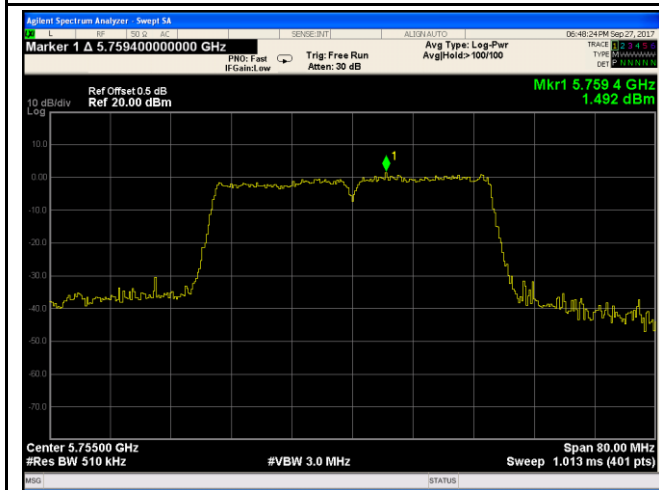 Agilent Spectrum Analyzer - Swept SA
L RF 50 Ω AC SENSE:INT ALIGNAUTO 06:48:24 PM Sep 27, 2017
Marker 1 Δ 5.759400000000 GHz
PNO: Fast
IFGain:Low
Trig: Free Run
Atten: 30 dB
Avg Type: Log-Pwr
Avg|Hold:>100/100
TRACE 1 2 3 4 5 6
TYPE
DET P N N N N N
Mkr1 5.759 4 GHz
1.492 dBm
Ref Offset 0.5 dB
10 dB/div Ref 20.00 dBm
Log
10.0
0.00
-10.0
-20.0
-30.0
-40.0
-50.0
-60.0
-70.0
1
Center 5.75500 GHz Span 80.00 MHz
#Res BW 510 kHz #VBW 3.0 MHz Sweep 1.013 ms (401 pts)
MSG STATUS